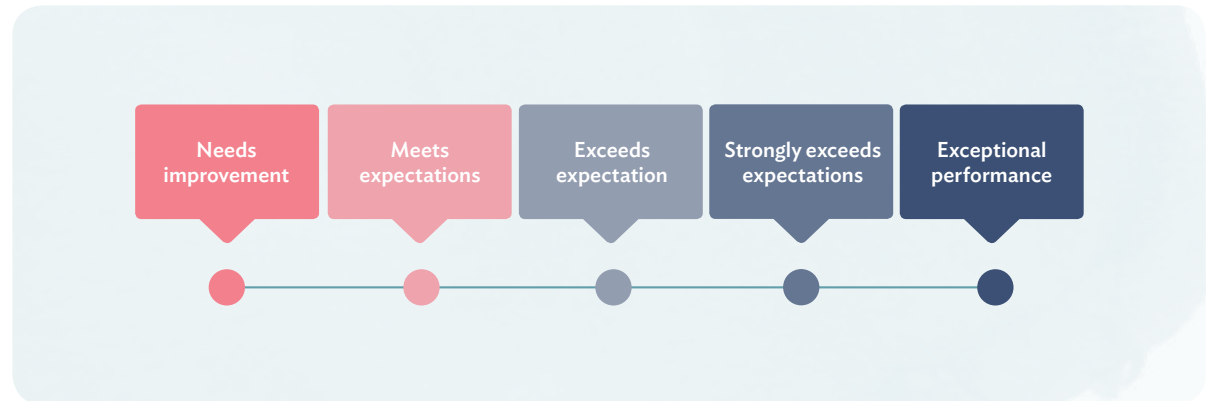 Needs
improvement
Meets
expectations
Exceeds
expectation
Strongly exceeds
expectations
Exceptional
performance